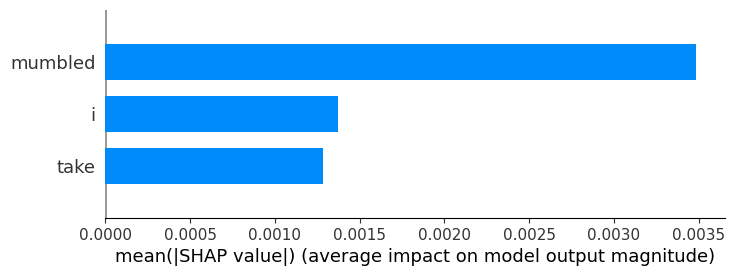 mumbled
i
take
0.0000 0.0005 0.0010 0.0015 0.0020 0.0025 0.0030 0.0035
mean(|SHAP value|) (average impact on model output magnitude)